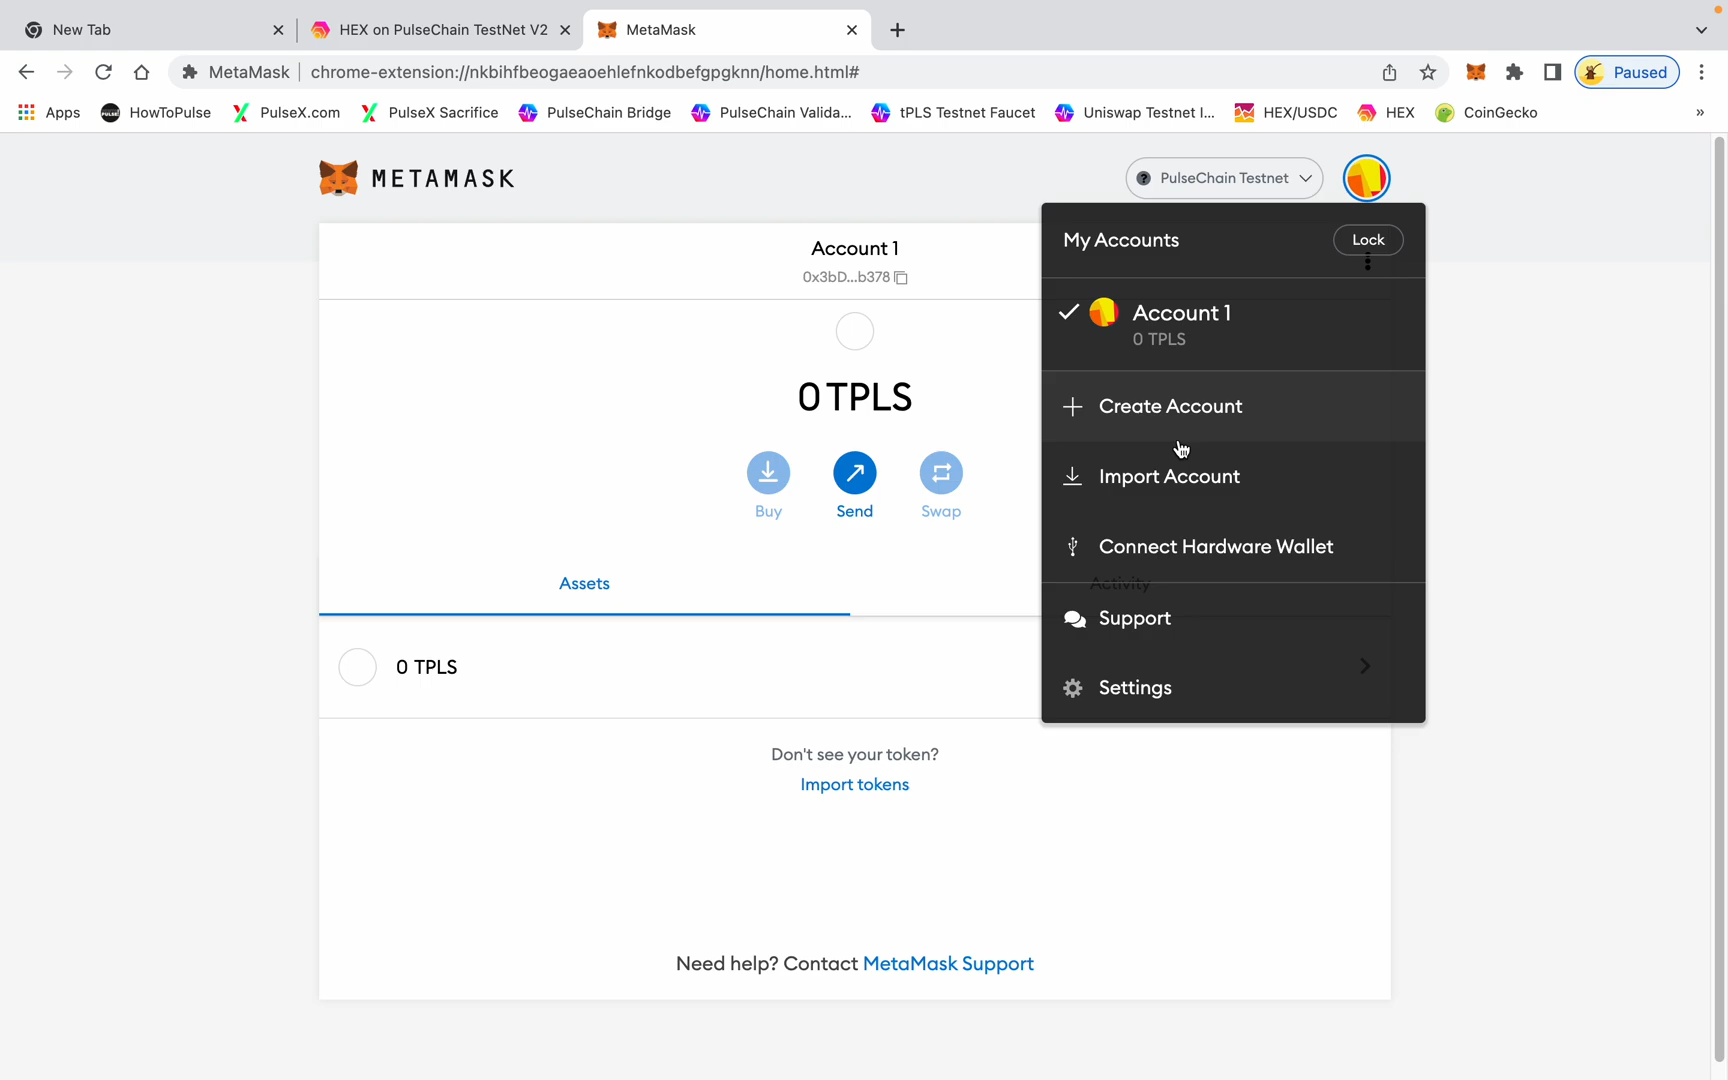 New Tab
HEX on PulseChain TestNet V2
MetaMask
MetaMask
chrome-extension://nkbihfbeogaeaoehlefnkodbefgpgknn/home.html#
Paused
Apps
HowToPulse
PulseX.com
PulseX Sacrifice
PulseChain Bridge
PulseChain Valida...
tPLS Testnet Faucet
Uniswap Testnet I...
HEX/USDC
HEX
CoinGecko
»
METAMASK
PulseChain Testnet
Account 1
0x3bD...b378
0 TPLS
Buy
Send
Swap
Assets
Activity
0 TPLS
Don't see your token?
Import tokens
Need help? Contact MetaMask Support
My Accounts
Lock
Account 1
0 TPLS
Create Account
Import Account
Connect Hardware Wallet
Support
Settings